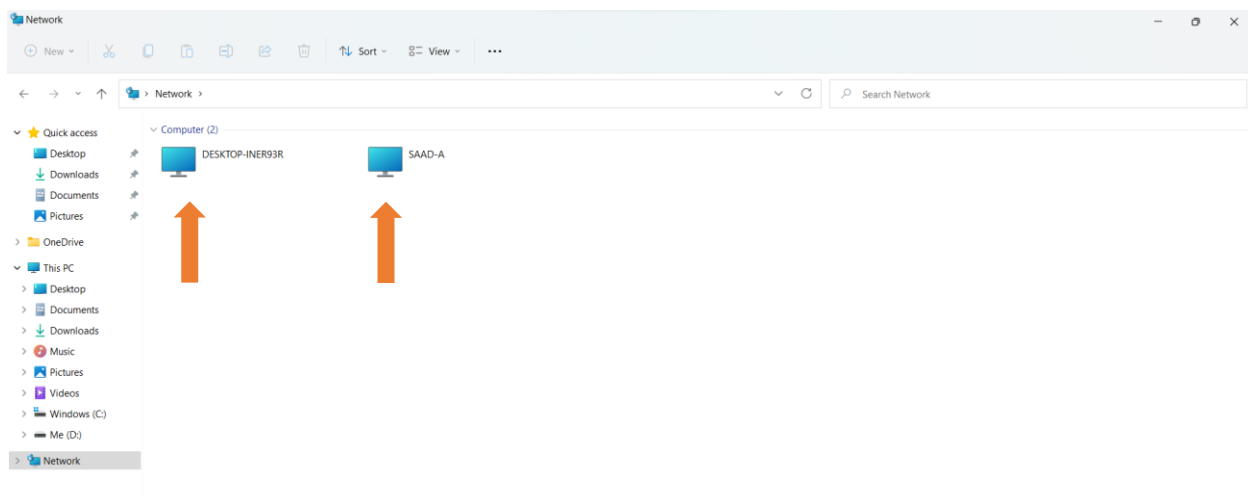 Network
New
Sort
View
Network
Search Network
Quick access
Desktop
Downloads
Documents
Pictures
OneDrive
This PC
Desktop
Documents
Downloads
Music
Pictures
Videos
Windows (C:)
Me (D:)
Network
Computer (2)
DESKTOP-INER93R
SAAD-A